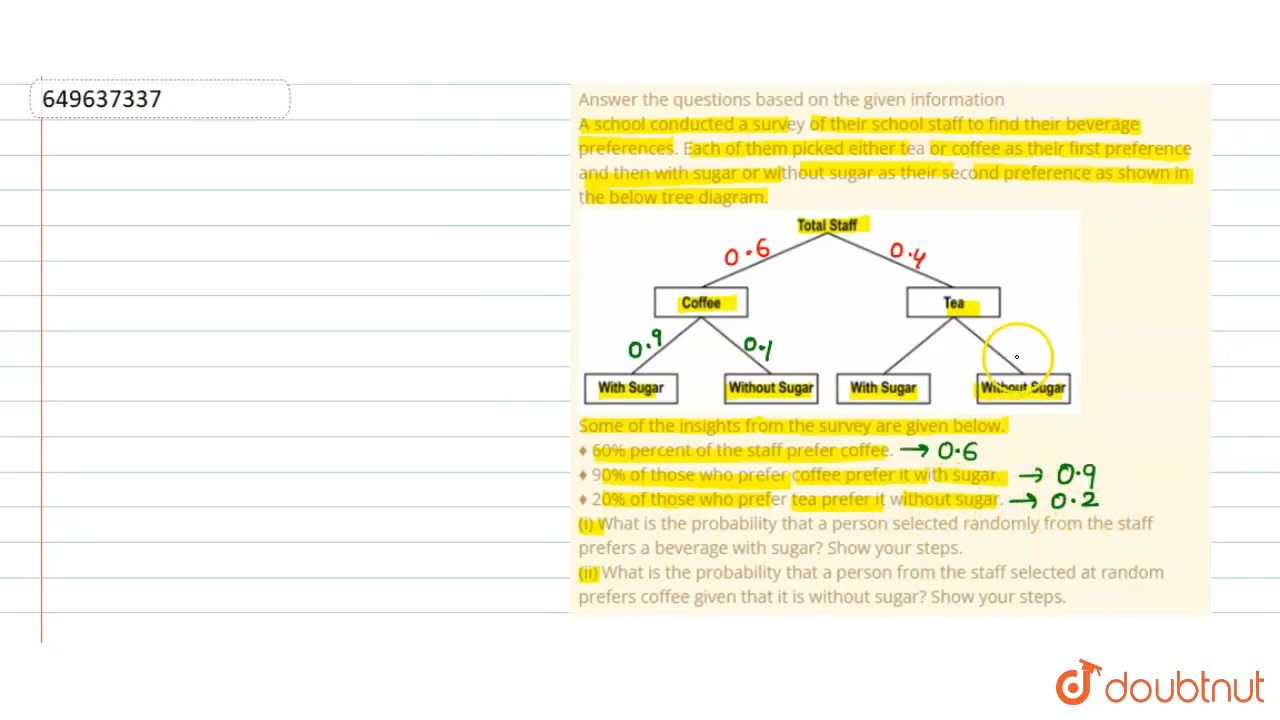 649637337
Answer the questions based on the given information
A school conducted a survey of their school staff to find their beverage
preferences. Each of them picked either tea or coffee as their first preference
and then with sugar or without sugar as their second preference as shown in
the below tree diagram.
Total Staff
0.6 0.4
Coffee Tea
0.9 0.1
With Sugar Without Sugar With Sugar Without Sugar
Some of the insights from the survey are given below.
♦ 60% percent of the staff prefer coffee. → 0.6
♦ 90% of those who prefer coffee prefer it with sugar. → 0.9
♦ 20% of those who prefer tea prefer it without sugar. → 0.2
(i) What is the probability that a person selected randomly from the staff
prefers a beverage with sugar? Show your steps.
(ii) What is the probability that a person from the staff selected at random
prefers coffee given that it is without sugar? Show your steps.
doubtnut